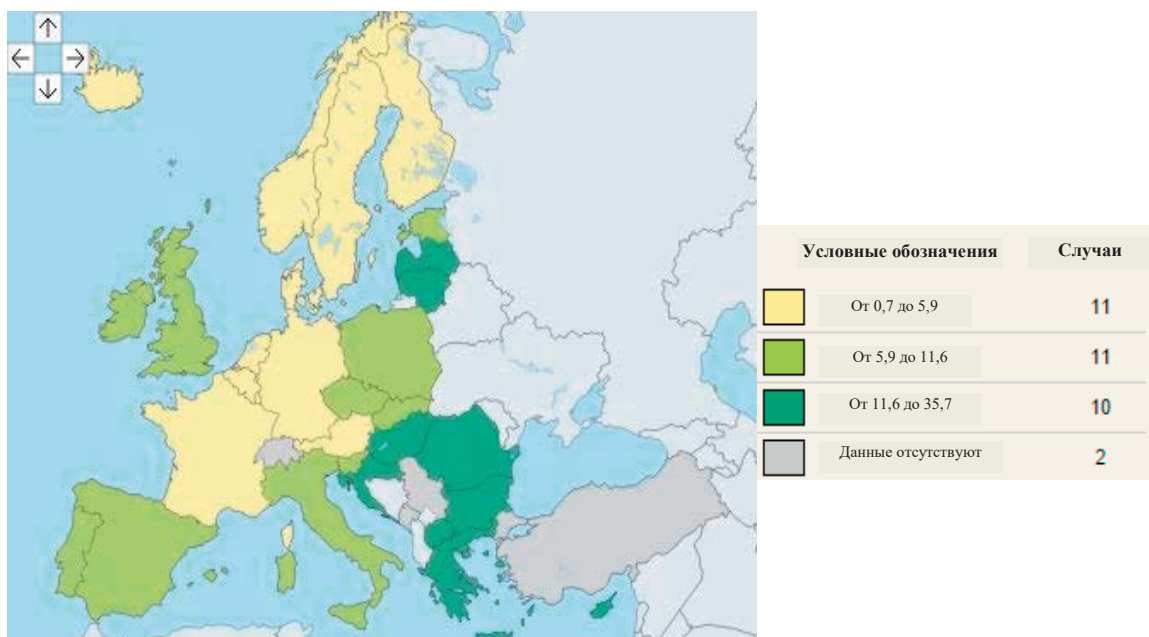 Условные обозначения Случаи
От 0,7 до 5,9 11
От 5,9 до 11,6 11
От 11,6 до 35,7 10
Данные отсутствуют 2